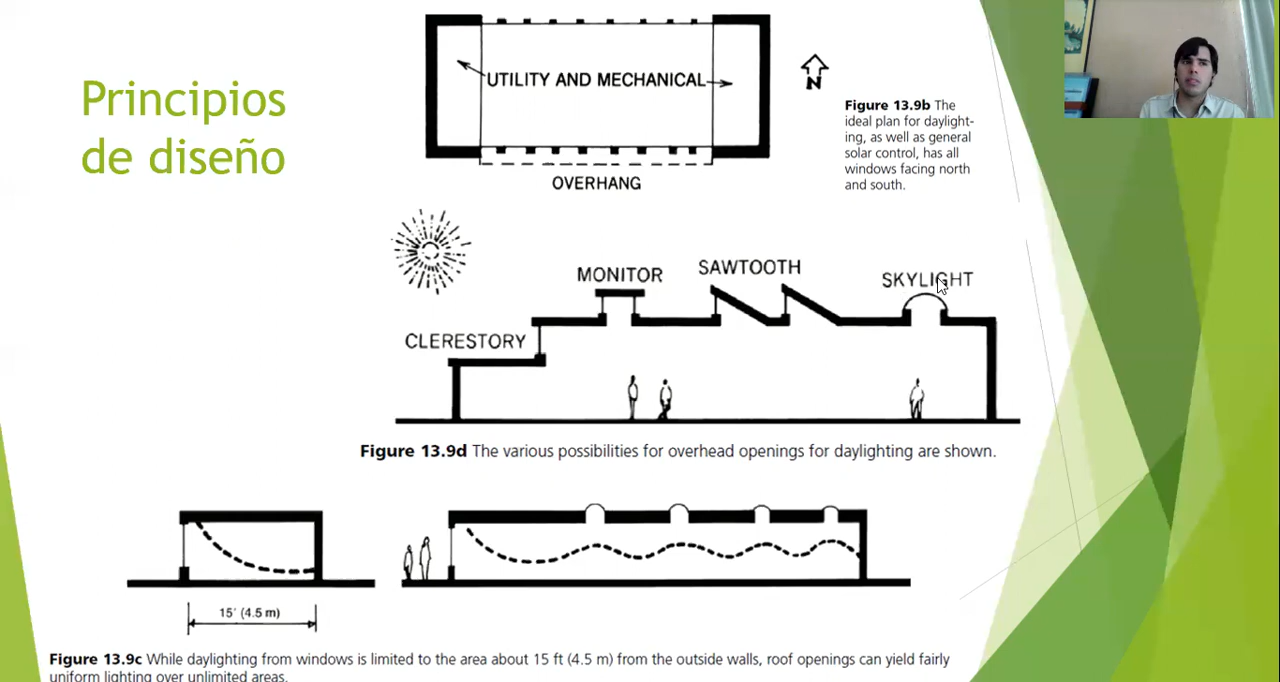 Principios
de diseño
UTILITY AND MECHANICAL
N
OVERHANG
Figure 13.9b The
ideal plan for daylight-
ing, as well as general
solar control, has all
windows facing north
and south.
MONITOR
SAWTOOTH
SKYLIGHT
CLERESTORY
Figure 13.9d The various possibilities for overhead openings for daylighting are shown.
15' (4.5 m)
Figure 13.9c While daylighting from windows is limited to the area about 15 ft (4.5 m) from the outside walls, roof openings can yield fairly
uniform lighting over unlimited areas.